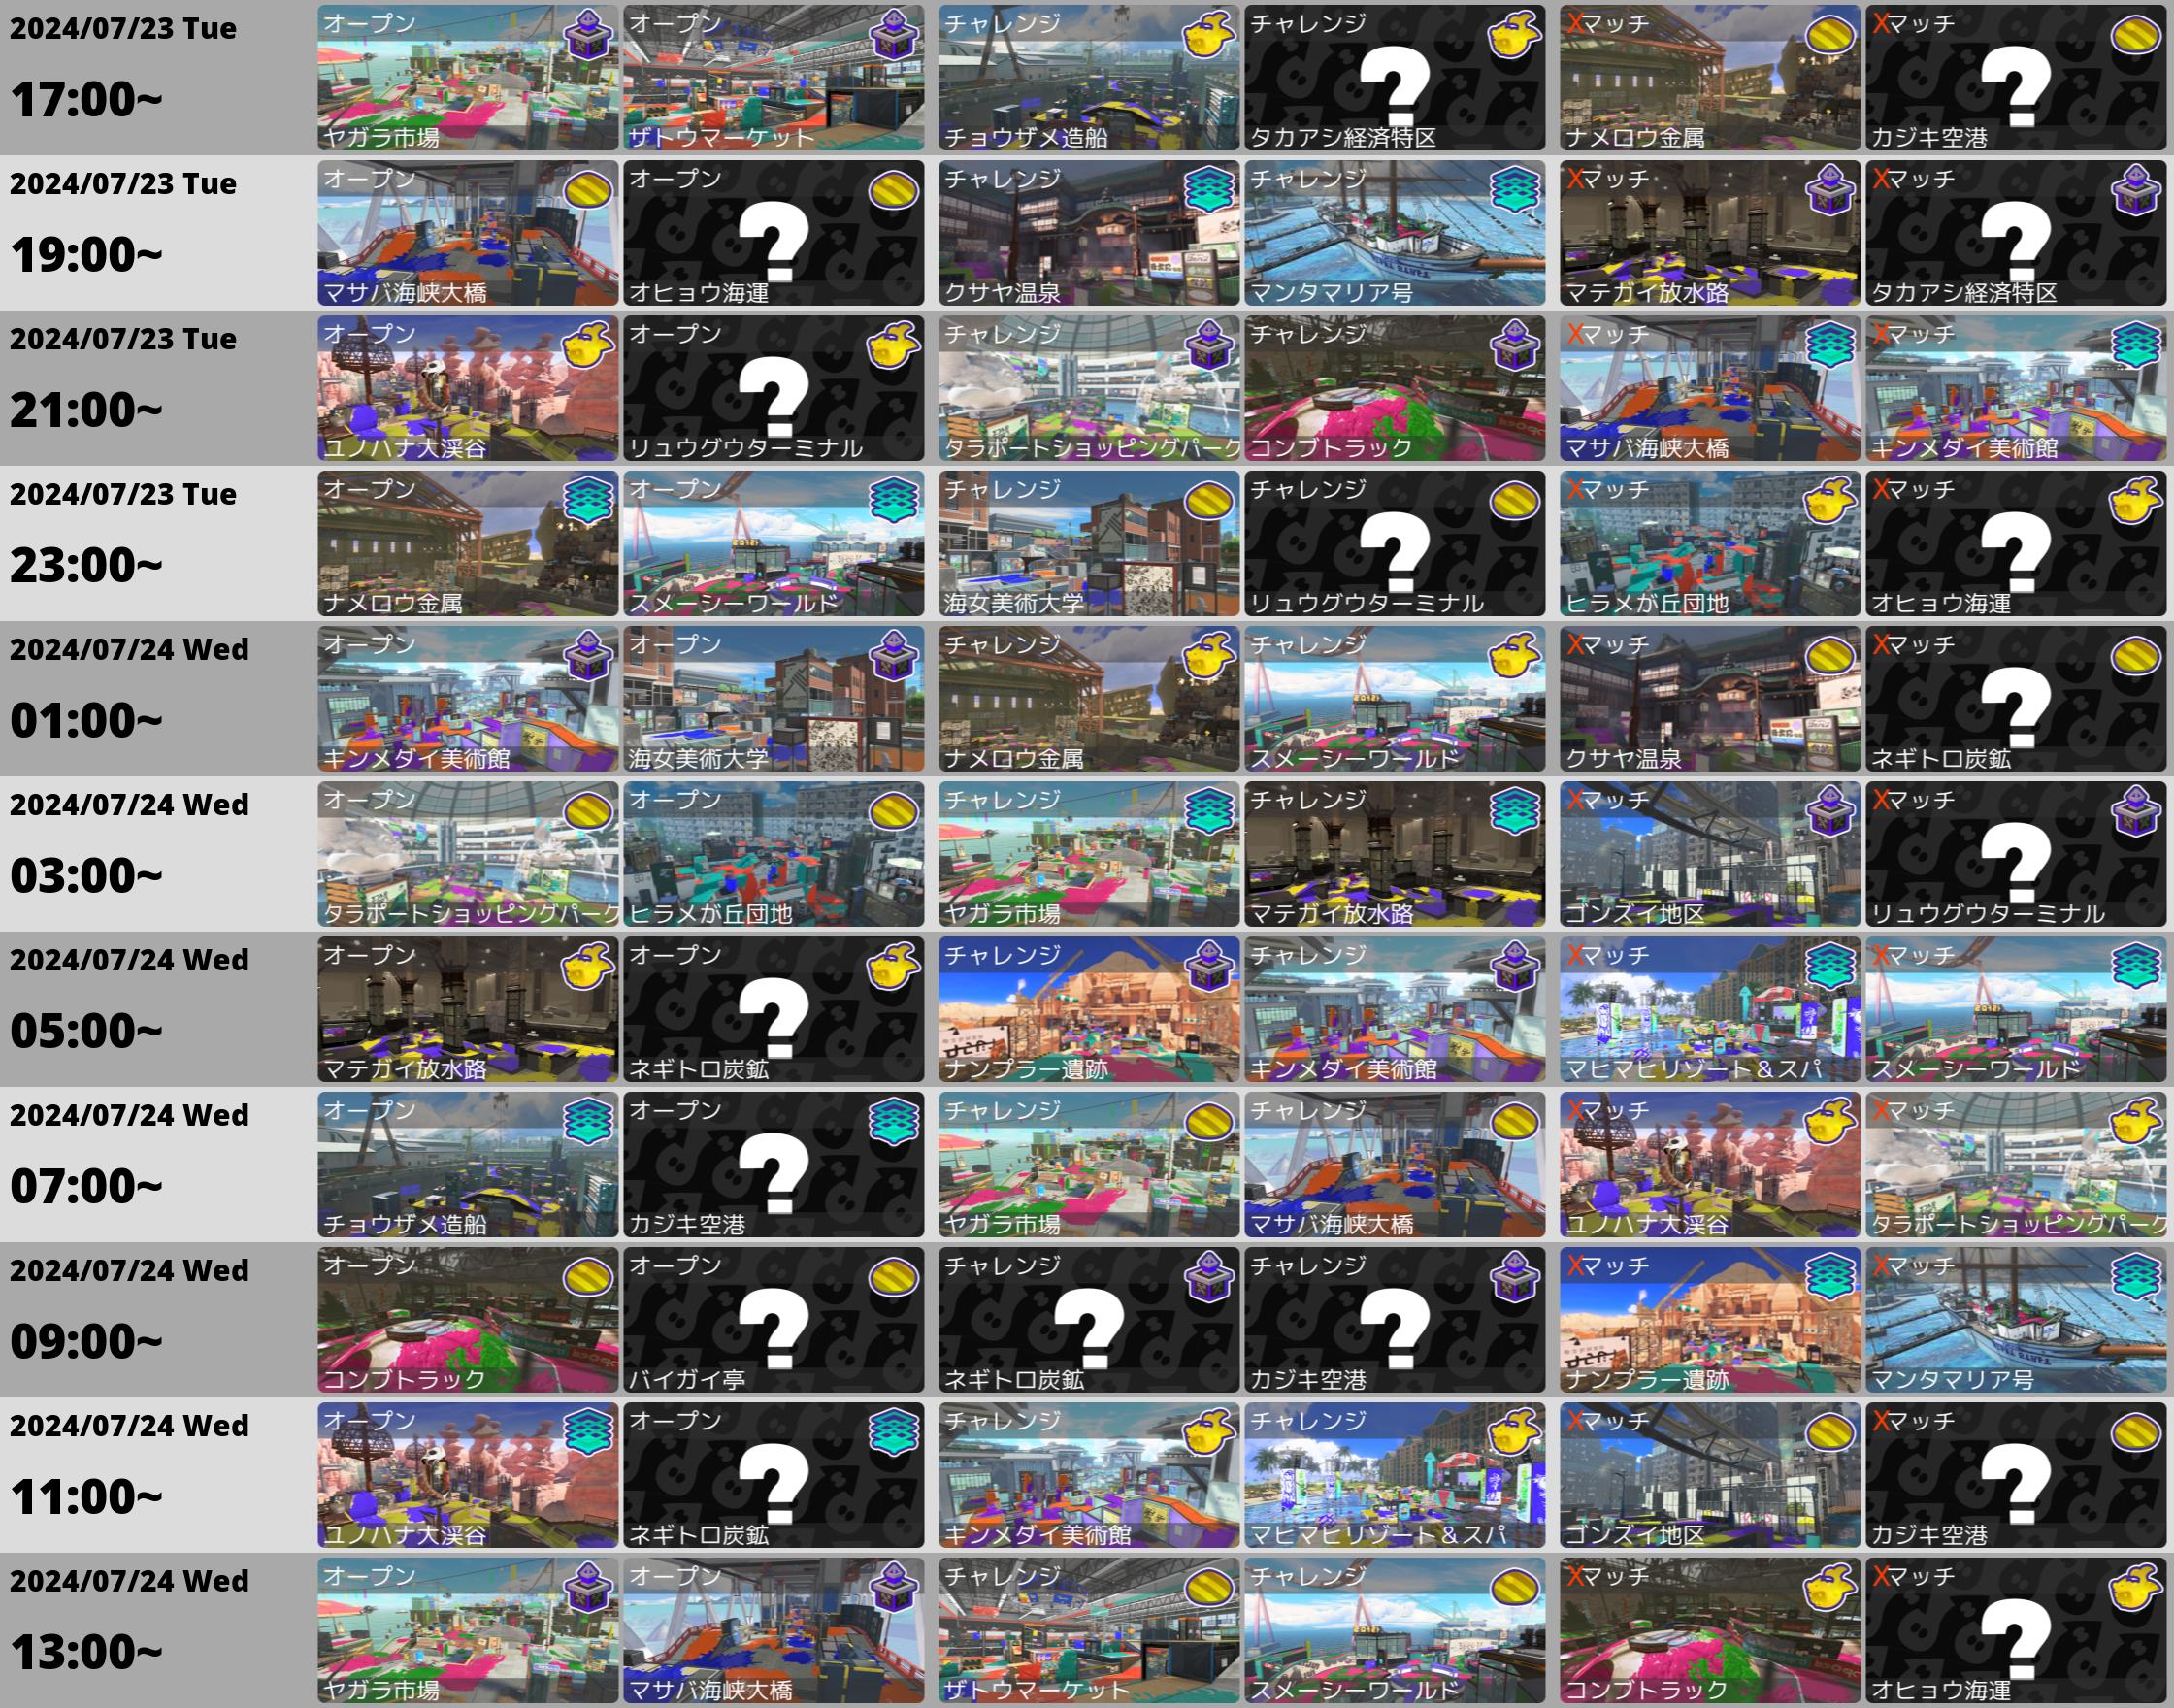 2024/07/23 Tue
17:00~
オープン オープン チャレンジ チャレンジ Xマッチ Xマッチ
ヤガラ市場 ザトウマーケット チョウザメ造船 タカアシ経済特区 ナメロウ金属 カジキ空港
2024/07/23 Tue
19:00~
オープン オープン チャレンジ チャレンジ Xマッチ Xマッチ
マサバ海峡大橋 オヒョウ海運 クサヤ温泉 マンタマリア号 マテガイ放水路 タカアシ経済特区
2024/07/23 Tue
21:00~
オープン オープン チャレンジ チャレンジ Xマッチ Xマッチ
ユノハナ大渓谷 リュウグウターミナル タラポートショッピングパーク コンブトラック マサバ海峡大橋 キンメダイ美術館
2024/07/23 Tue
23:00~
オープン オープン チャレンジ チャレンジ Xマッチ Xマッチ
ナメロウ金属 スメーシーワールド 海女美術大学 リュウグウターミナル ヒラメが丘団地 オヒョウ海運
2024/07/24 Wed
01:00~
オープン オープン チャレンジ チャレンジ Xマッチ Xマッチ
キンメダイ美術館 海女美術大学 ナメロウ金属 スメーシーワールド クサヤ温泉 ネギトロ炭鉱
2024/07/24 Wed
03:00~
オープン オープン チャレンジ チャレンジ Xマッチ Xマッチ
タラポートショッピングパーク ヒラメが丘団地 ヤガラ市場 マテガイ放水路 ゴンズイ地区 リュウグウターミナル
2024/07/24 Wed
05:00~
オープン オープン チャレンジ チャレンジ Xマッチ Xマッチ
マテガイ放水路 ネギトロ炭鉱 ナンプラー遺跡 キンメダイ美術館 マヒマヒリゾート＆スパ スメーシーワールド
2024/07/24 Wed
07:00~
オープン オープン チャレンジ チャレンジ Xマッチ Xマッチ
チョウザメ造船 カジキ空港 ヤガラ市場 マサバ海峡大橋 ユノハナ大渓谷 タラポートショッピングパーク
2024/07/24 Wed
09:00~
オープン オープン チャレンジ チャレンジ Xマッチ Xマッチ
コンブトラック バイガイ亭 ネギトロ炭鉱 カジキ空港 ナンプラー遺跡 マンタマリア号
2024/07/24 Wed
11:00~
オープン オープン チャレンジ チャレンジ Xマッチ Xマッチ
ユノハナ大渓谷 ネギトロ炭鉱 キンメダイ美術館 マヒマヒリゾート＆スパ ゴンズイ地区 カジキ空港
2024/07/24 Wed
13:00~
オープン オープン チャレンジ チャレンジ Xマッチ Xマッチ
ヤガラ市場 マサバ海峡大橋 ザトウマーケット スメーシーワールド コンブトラック オヒョウ海運